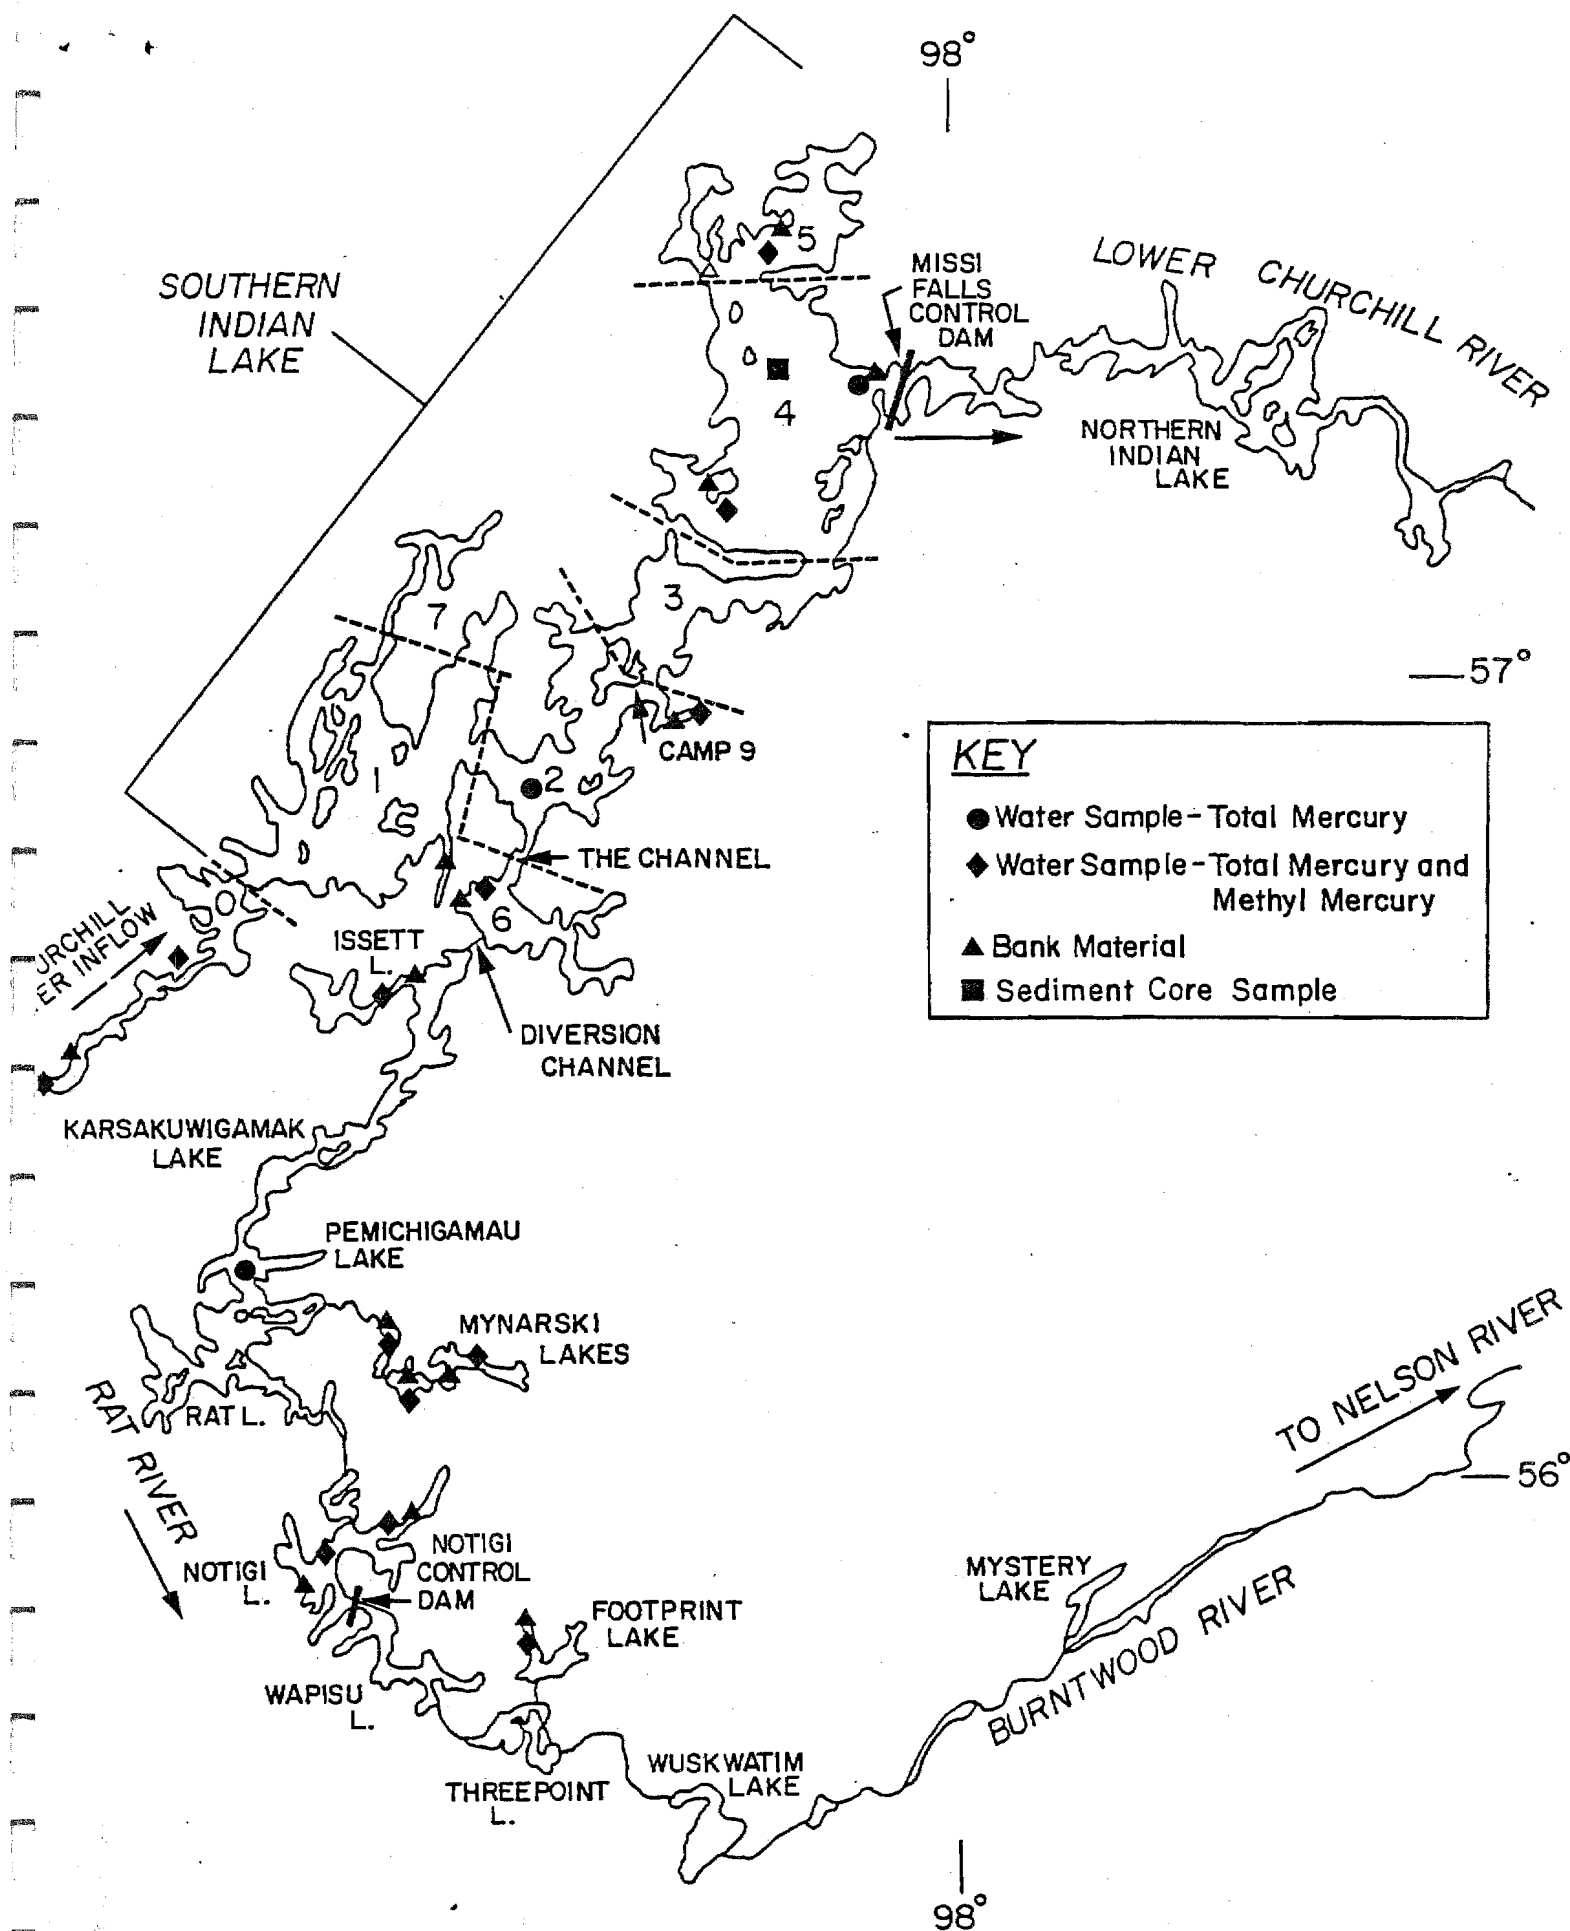 98°
SOUTHERN
INDIAN
LAKE
5
MISSI
FALLS
CONTROL
DAM
LOWER CHURCHILL RIVER
4
NORTHERN
INDIAN
LAKE
3
7
57°
CAMP 9
1
2
KEY
Water Sample - Total Mercury
Water Sample - Total Mercury and
Methyl Mercury
Bank Material
Sediment Core Sample
THE CHANNEL
0
6
URCHILL
ER INFLOW
ISSETT
L.
DIVERSION
CHANNEL
KARSAKUWIGAMAK
LAKE
PEMICHIGAMAU
LAKE
MYNARSKI
LAKES
RAT L.
RAT RIVER
TO NELSON RIVER
56°
NOTIGI
L.
NOTIGI
CONTROL
DAM
FOOTPRINT
LAKE
MYSTERY
LAKE
BURNTWOOD RIVER
WAPISU
L.
THREEPOINT
L.
WUSKWATIM
LAKE
98°